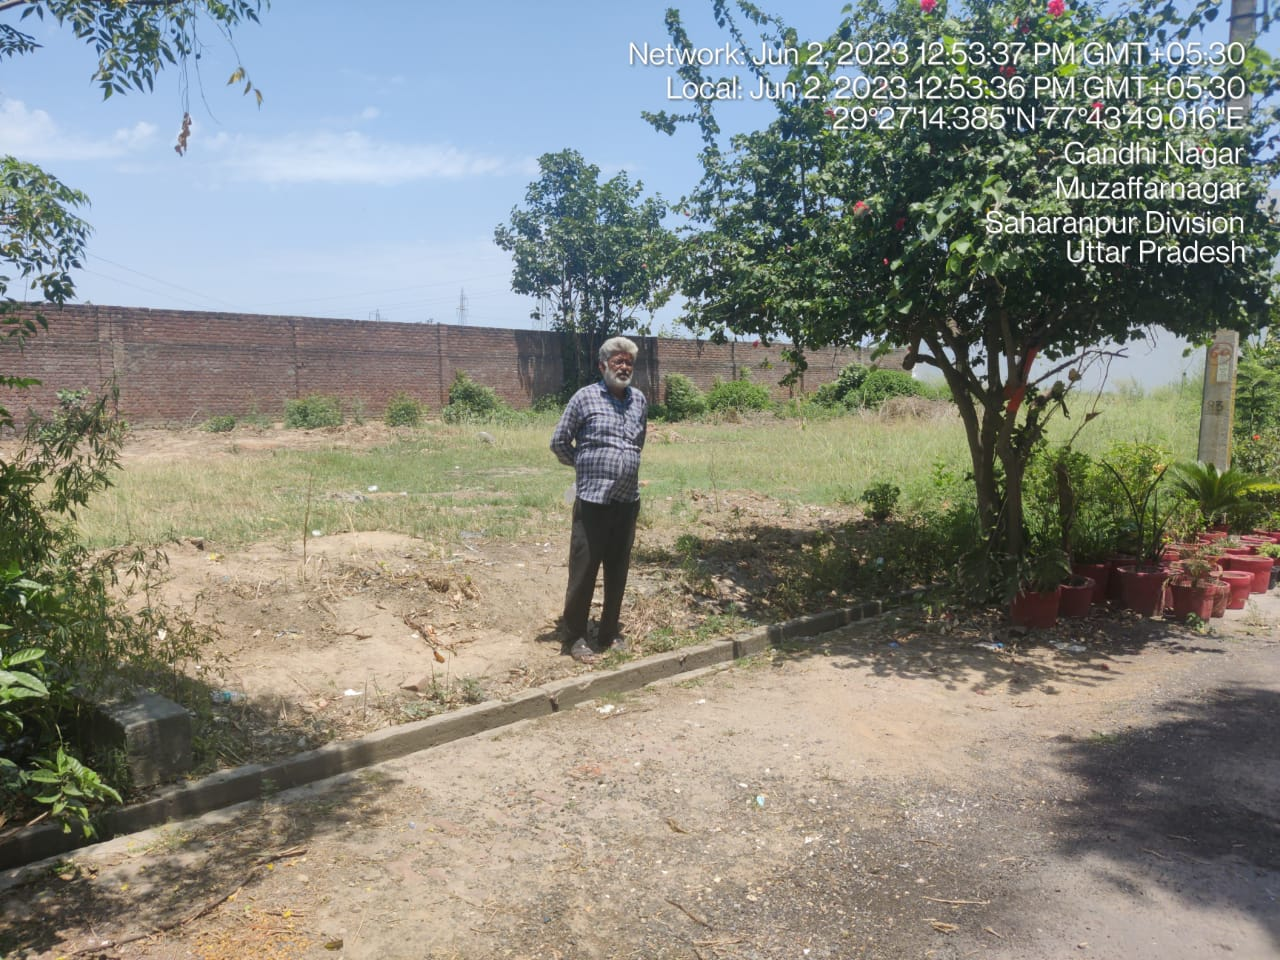 Network: Jun 2, 2023 12:53:37 PM GMT+05:30
Local: Jun 2, 2023 12:53:36 PM GMT+05:30
29°27'14.385"N 77°43'49.016"E
Gandhi Nagar
Muzaffarnagar
Saharanpur Division
Uttar Pradesh